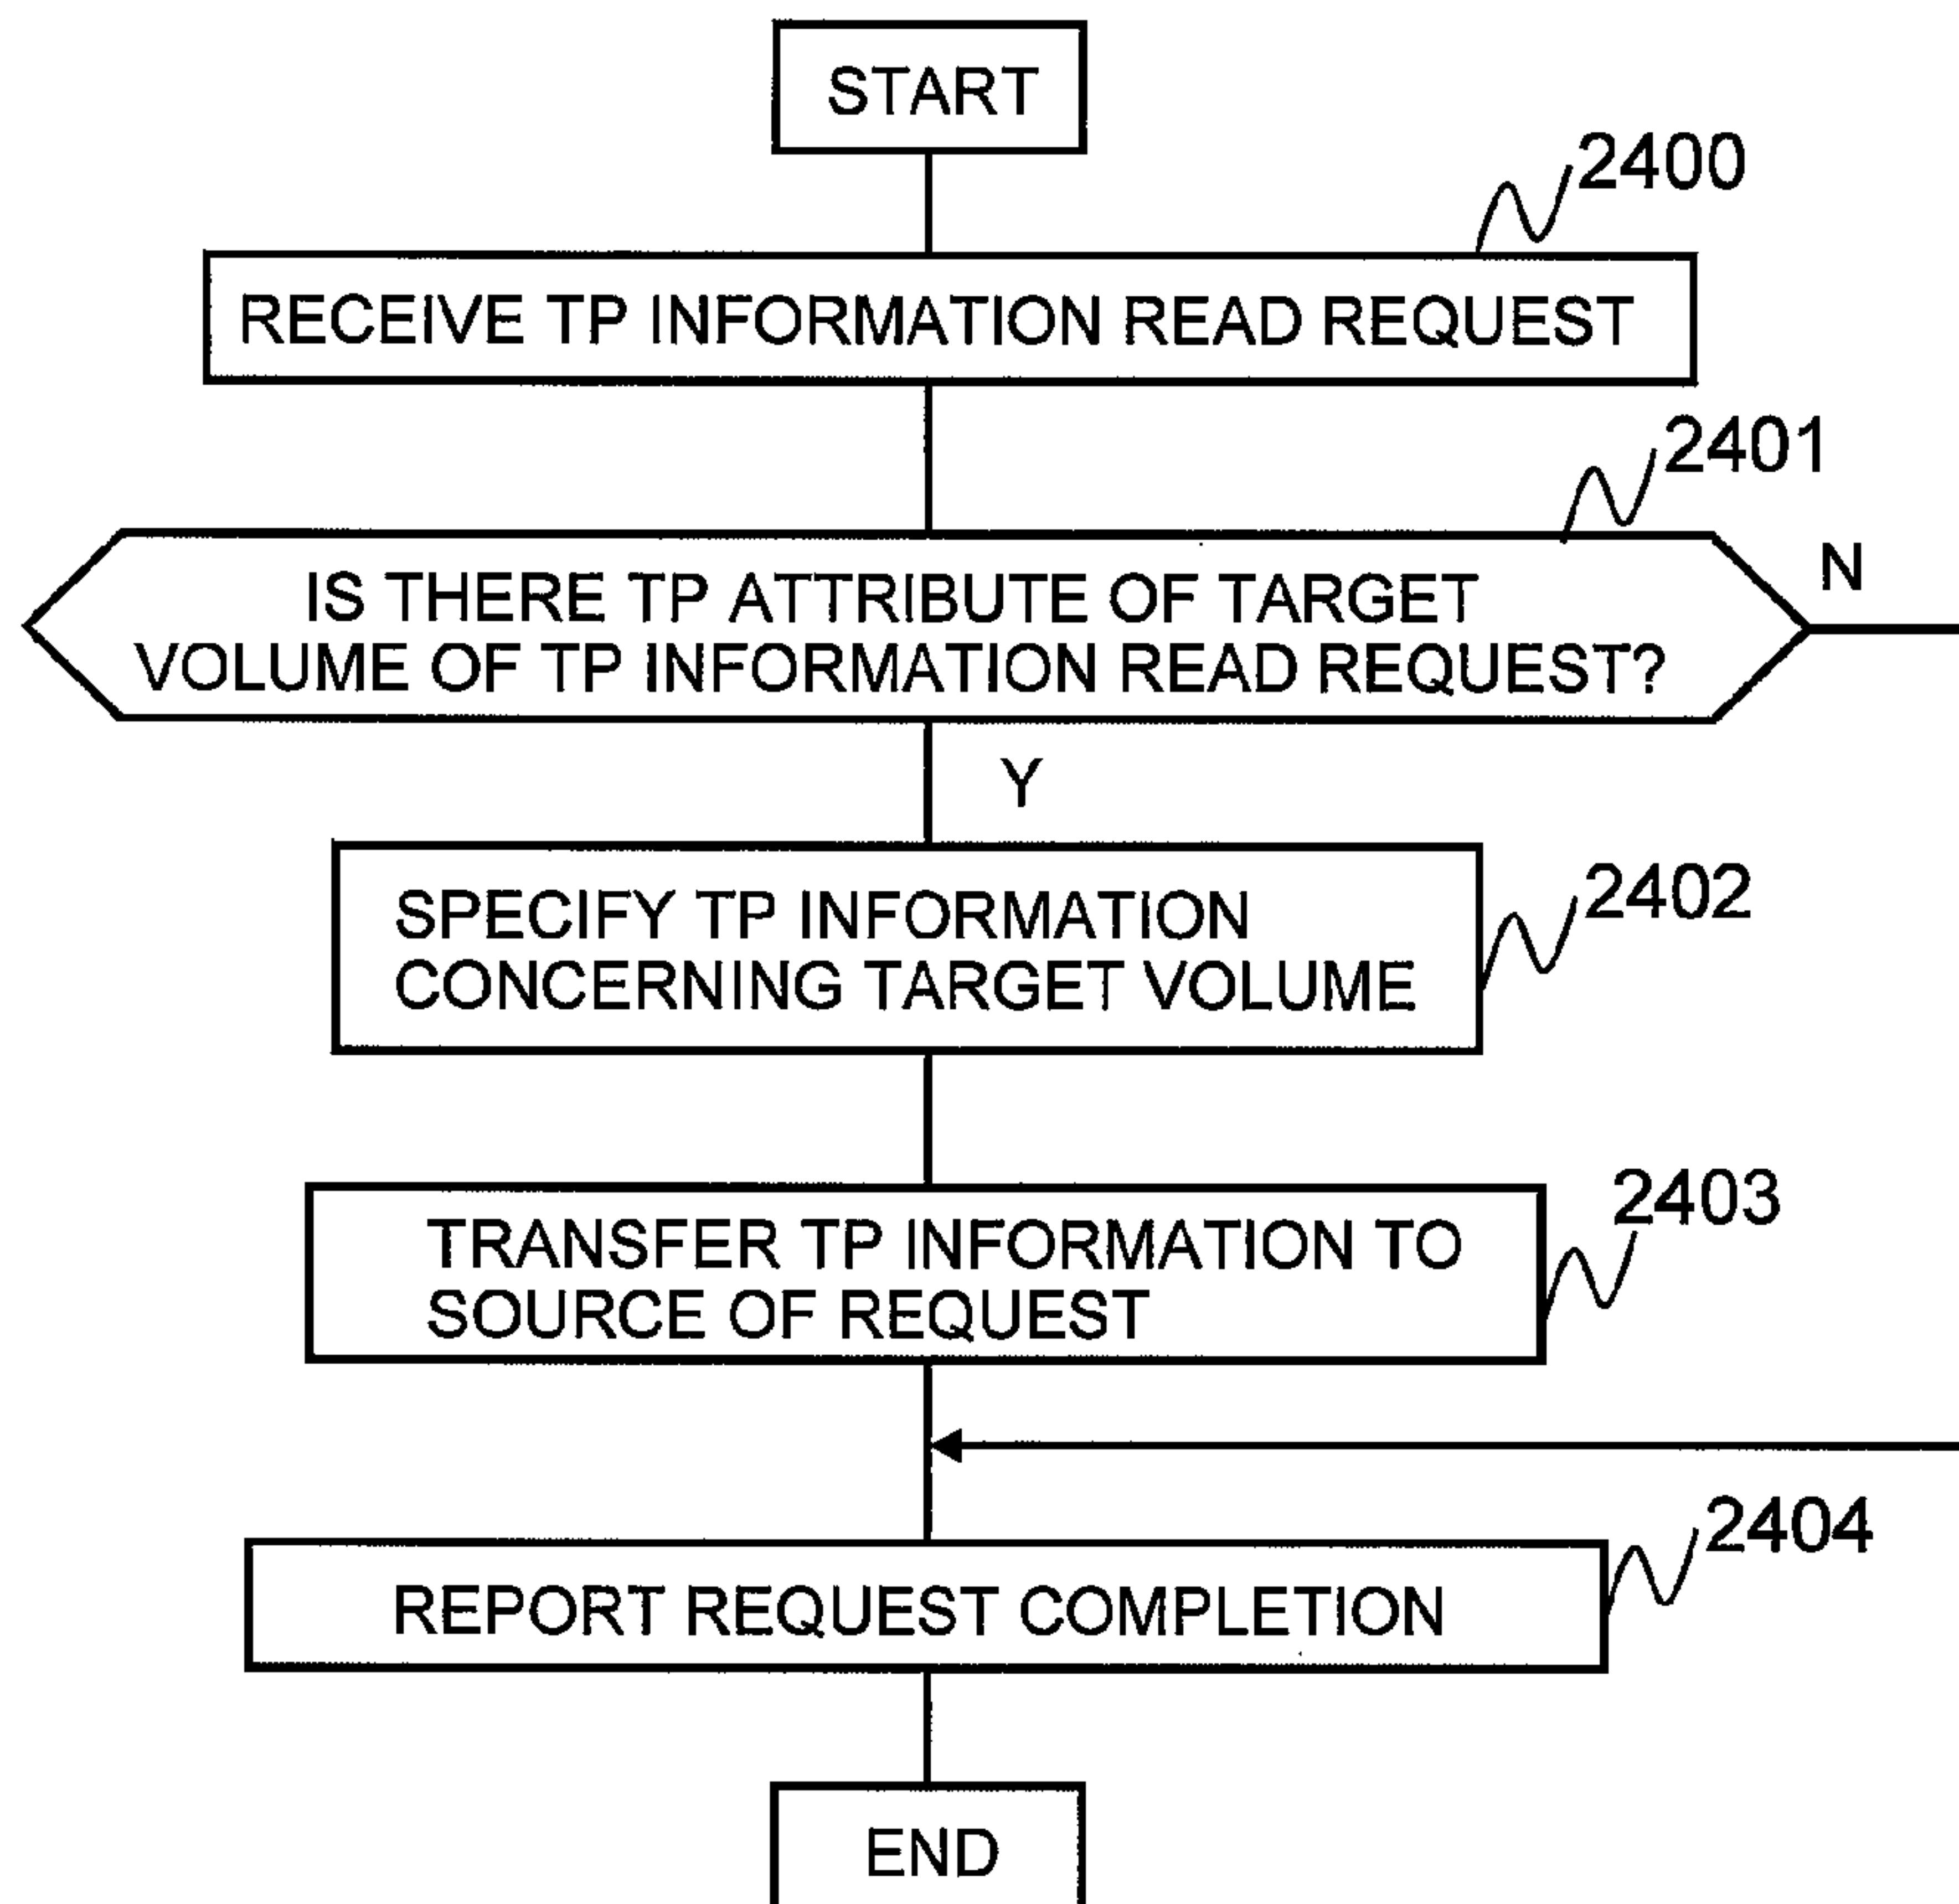 START
2400
RECEIVE TP INFORMATION READ REQUEST
2401
IS THERE TP ATTRIBUTE OF TARGET
VOLUME OF TP INFORMATION READ REQUEST?
N
Y
SPECIFY TP INFORMATION
CONCERNING TARGET VOLUME
2402
TRANSFER TP INFORMATION TO
SOURCE OF REQUEST
2403
REPORT REQUEST COMPLETION
2404
END